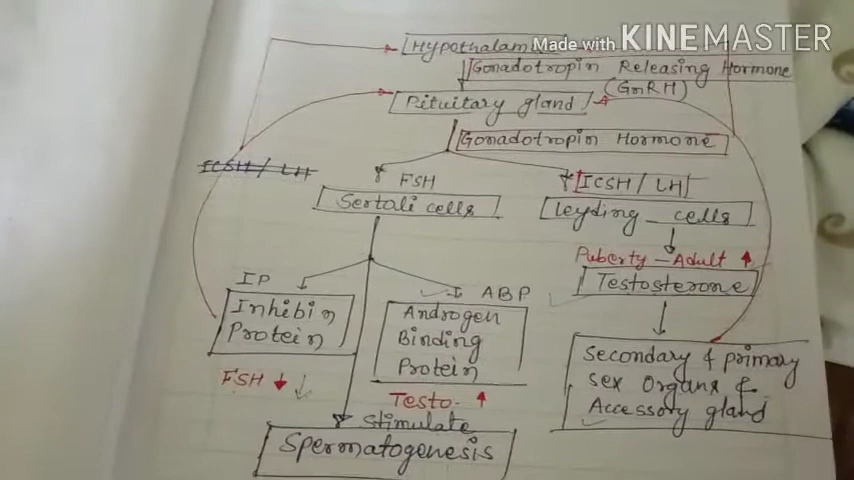 Hypothalam
Made with KINEMASTER
Gonadotropin Releasing Hormone
(GnRH)
Pituitary gland
Gonadotropin Hormone
ICSH / LH
FSH
ICSH / LH
Sertali cells
Leyding cells
Puberty - Adult ↑
Testosterone
IP
Inhibin
Protein
FSH ↓ ↓
ABP
Androgen
Binding
Protein
Testo. ↑
Secondary & primary
sex organs &
Accessory gland
Stimulate
Spermatogenesis